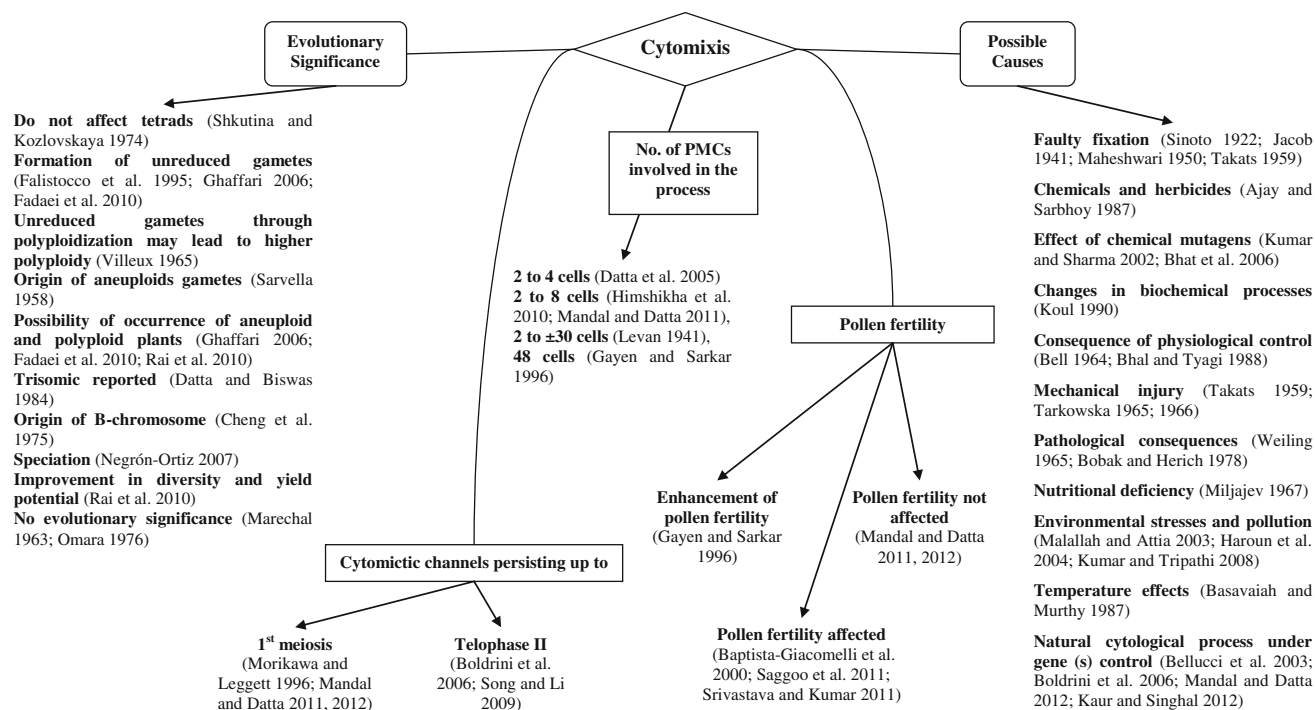 Cytomixis
Evolutionary
Significance
Do not affect tetrads (Shkutina and
Kozlovskaya 1974)
Formation of unreduced gametes
(Falistocco et al. 1995; Ghaffari 2006;
Fadaei et al. 2010)
Unreduced gametes through
polyploidization may lead to higher
polyploidy (Villeux 1965)
Origin of aneuploids gametes (Sarvella
1958)
Possibility of occurrence of aneuploid
and polyploid plants (Ghaffari 2006;
Fadaei et al. 2010; Rai et al. 2010)
Trisomic reported (Datta and Biswas
1984)
Origin of B-chromosome (Cheng et al.
1975)
Speciation (Negrón-Ortiz 2007)
Improvement in diversity and yield
potential (Rai et al. 2010)
No evolutionary significance (Marechal
1963; Omara 1976)
Cytomictic channels persisting up to
1st meiosis
(Morikawa and
Leggett 1996; Mandal
and Datta 2011, 2012)
Telophase II
(Boldrini et al.
2006; Song and Li
2009)
No. of PMCs
involved in the
process
2 to 4 cells (Datta et al. 2005)
2 to 8 cells (Himshikha et al.
2010; Mandal and Datta 2011),
2 to ±30 cells (Levan 1941),
48 cells (Gayen and Sarkar
1996)
Pollen fertility
Enhancement of
pollen fertility
(Gayen and Sarkar
1996)
Pollen fertility affected
(Baptista-Giacomelli et al.
2000; Saggoo et al. 2011;
Srivastava and Kumar 2011)
Pollen fertility not
affected
(Mandal and Datta
2011, 2012)
Possible
Causes
Faulty fixation (Sinoto 1922; Jacob
1941; Maheshwari 1950; Takats 1959)
Chemicals and herbicides (Ajay and
Sarbhoy 1987)
Effect of chemical mutagens (Kumar
and Sharma 2002; Bhat et al. 2006)
Changes in biochemical processes
(Koul 1990)
Consequence of physiological control
(Bell 1964; Bhal and Tyagi 1988)
Mechanical injury (Takats 1959;
Tarkowska 1965; 1966)
Pathological consequences (Weiling
1965; Bobak and Herich 1978)
Nutritional deficiency (Miljajev 1967)
Environmental stresses and pollution
(Malallah and Attia 2003; Haroun et al.
2004; Kumar and Tripathi 2008)
Temperature effects (Basavaiah and
Murthy 1987)
Natural cytological process under
gene (s) control (Bellucci et al. 2003;
Boldrini et al. 2006; Mandal and Datta
2012; Kaur and Singhal 2012)